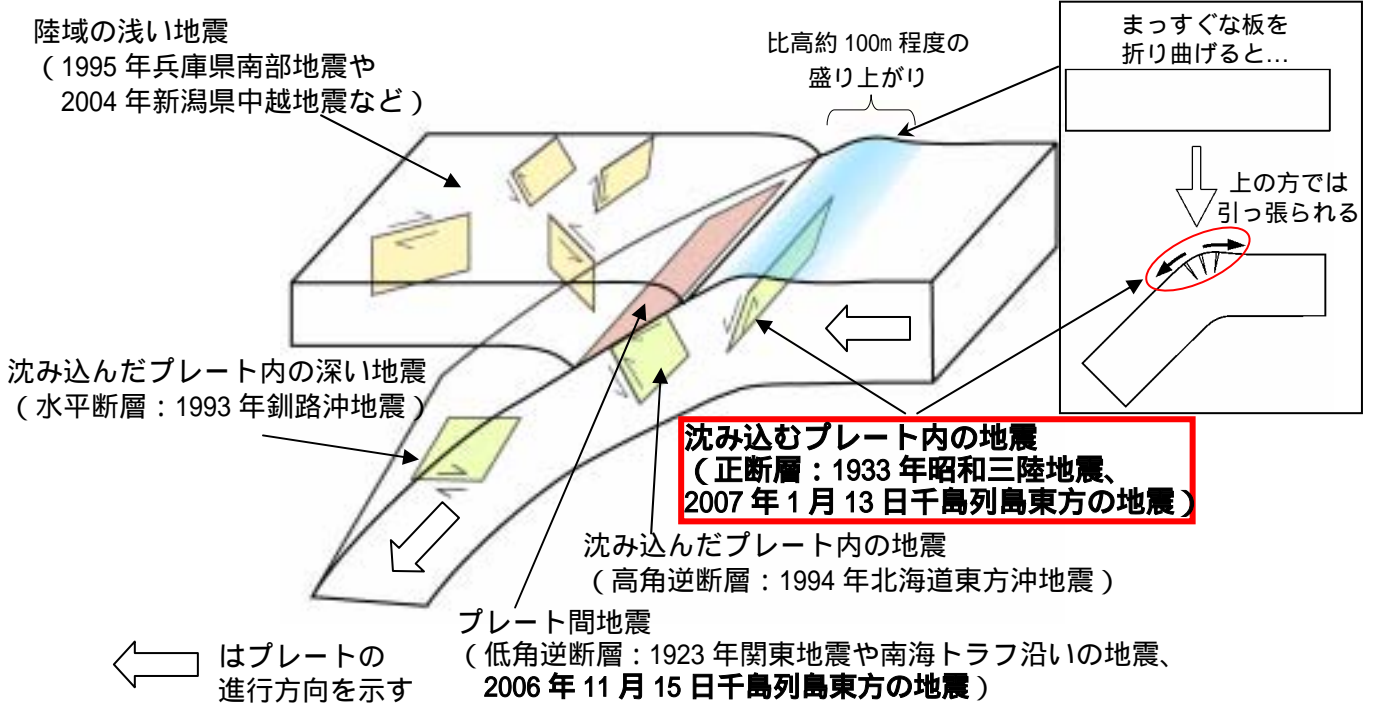 陸域の浅い地震
（1995 年兵庫県南部地震や
2004 年新潟県中越地震など）
比高約 100m 程度の
盛り上がり
まっすぐな板を
折り曲げると…
上の方では
引っ張られる
沈み込んだプレート内の深い地震
（水平断層：1993 年釧路沖地震）
沈み込むプレート内の地震
（正断層：1933 年昭和三陸地震、
2007 年 1 月 13 日千島列島東方の地震）
沈み込んだプレート内の地震
（高角逆断層：1994 年北海道東方沖地震）
プレート間地震
（低角逆断層：1923 年関東地震や南海トラフ沿いの地震、
2006 年 11 月 15 日千島列島東方の地震）
はプレートの
進行方向を示す